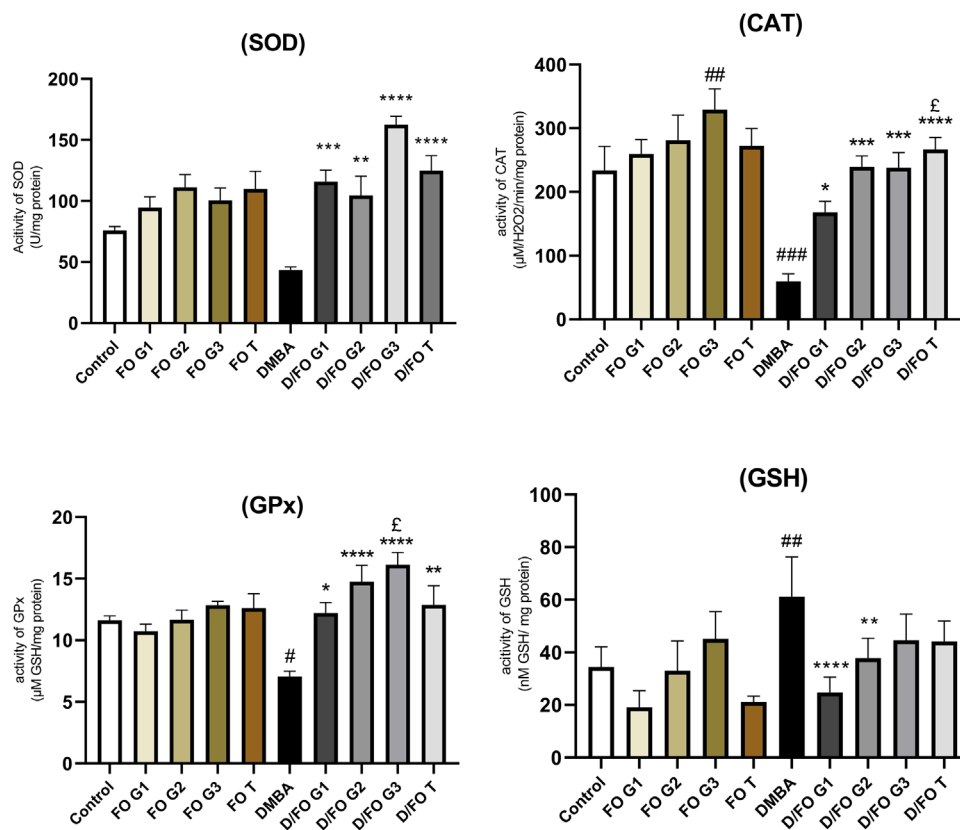 (SOD)
Acitivity of SOD
(U/mg protein)
200
150
100
50
0
***
**
****
****
Control
FO G1
FO G2
FO G3
FO T
DMBA
D/FO G1
D/FO G2
D/FO G3
D/FO T
(CAT)
activity of CAT
(µM/H2O2/min/mg protein)
400
300
200
100
0
##
###
*
***
***
£
****
Control
FO G1
FO G2
FO G3
FO T
DMBA
D/FO G1
D/FO G2
D/FO G3
D/FO T
(GPx)
acitivity of GPx
(µM GSH/mg protein)
20
15
10
5
0
#
*
****
£
****
**
Control
FO G1
FO G2
FO G3
FO T
DMBA
D/FO G1
D/FO G2
D/FO G3
D/FO T
(GSH)
acitivity of GSH
(nM GSH/ mg protein)
100
80
60
40
20
0
##
****
**
Control
FO G1
FO G2
FO G3
FO T
DMBA
D/FO G1
D/FO G2
D/FO G3
D/FO T